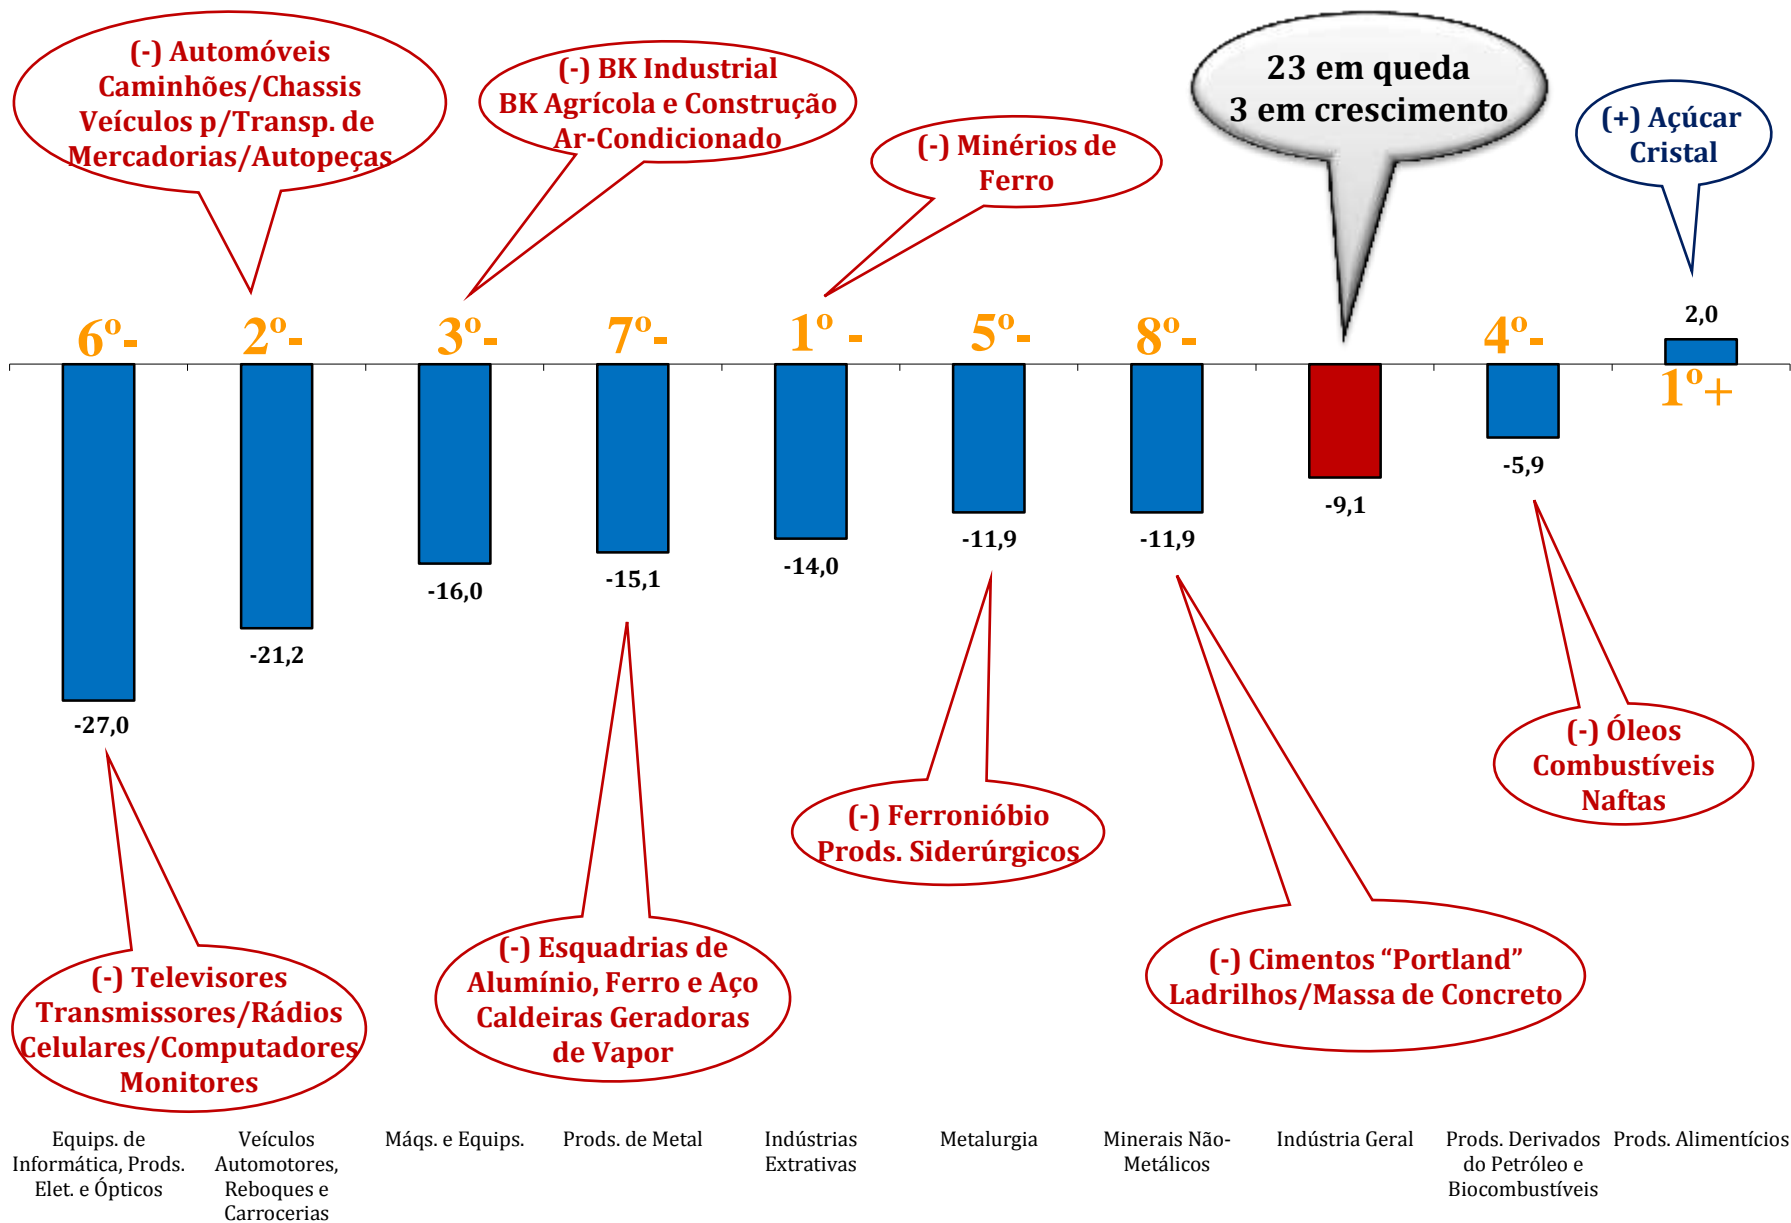 (-) Automóveis
Caminhões/Chassis
Veículos p/Transp. de
Mercadorias/Autopeças
(-) BK Industrial
BK Agrícola e Construção
Ar-Condicionado
(-) Minérios de
Ferro
23 em queda
3 em crescimento
(+) Açúcar
Cristal
6º-
2º-
3º-
7º-
1º -
5º-
8º-
4º-
2,0
1º+
-27,0
-21,2
-16,0
-15,1
-14,0
-11,9
-11,9
-9,1
-5,9
(-) Óleos
Combustíveis
Naftas
(-) Ferronióbio
Prods. Siderúrgicos
(-) Televisores
Transmissores/Rádios
Celulares/Computadores
Monitores
(-) Esquadrias de
Alumínio, Ferro e Aço
Caldeiras Geradoras
de Vapor
(-) Cimentos “Portland”
Ladrilhos/Massa de Concreto
Equips. de
Informática, Prods.
Elet. e Ópticos
Veículos
Automotores,
Reboques e
Carrocerias
Máqs. e Equips.
Prods. de Metal
Indústrias
Extrativas
Metalurgia
Minerais Não-
Metálicos
Indústria Geral
Prods. Derivados
do Petróleo e
Biocombustíveis
Prods. Alimentícios